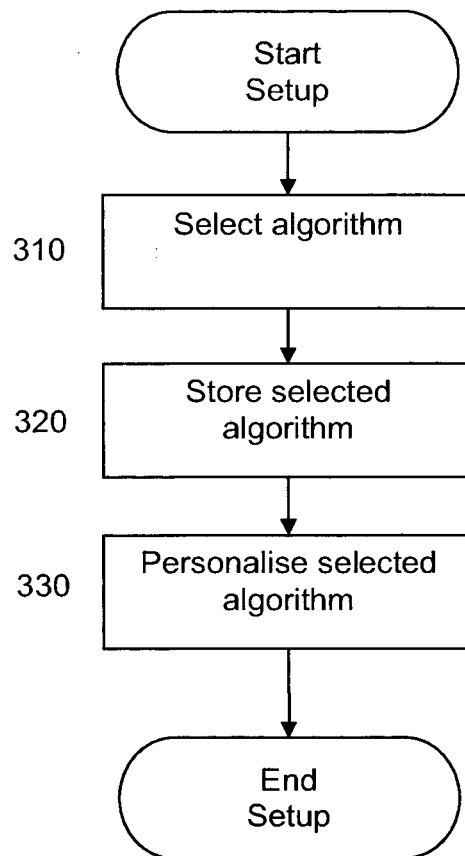 Start
Setup
310
Select algorithm
320
Store selected
algorithm
330
Personalise selected
algorithm
End
Setup